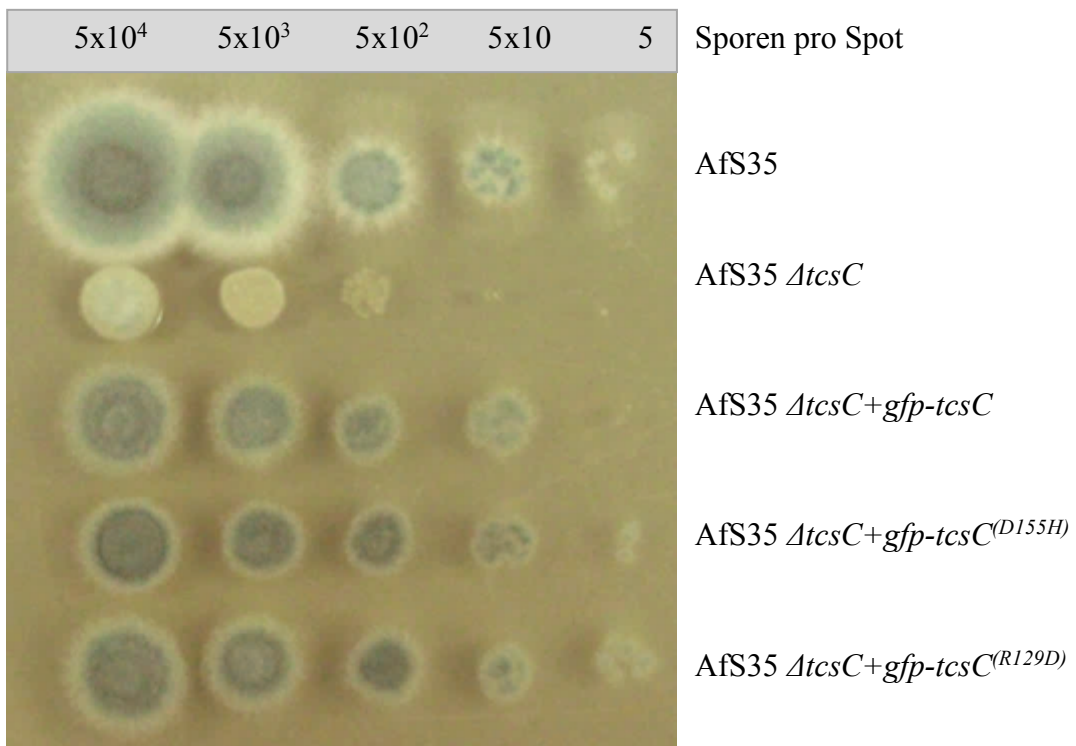 5x10⁴ 5x10³ 5x10² 5x10 5 Sporen pro Spot
AfS35
AfS35 ΔtcsC
AfS35 ΔtcsC+gfp-tcsC
AfS35 ΔtcsC+gfp-tcsC⁽ᴰ¹⁵⁵ᴴ⁾
AfS35 ΔtcsC+gfp-tcsC⁽ᴿ¹²⁹ᴰ⁾